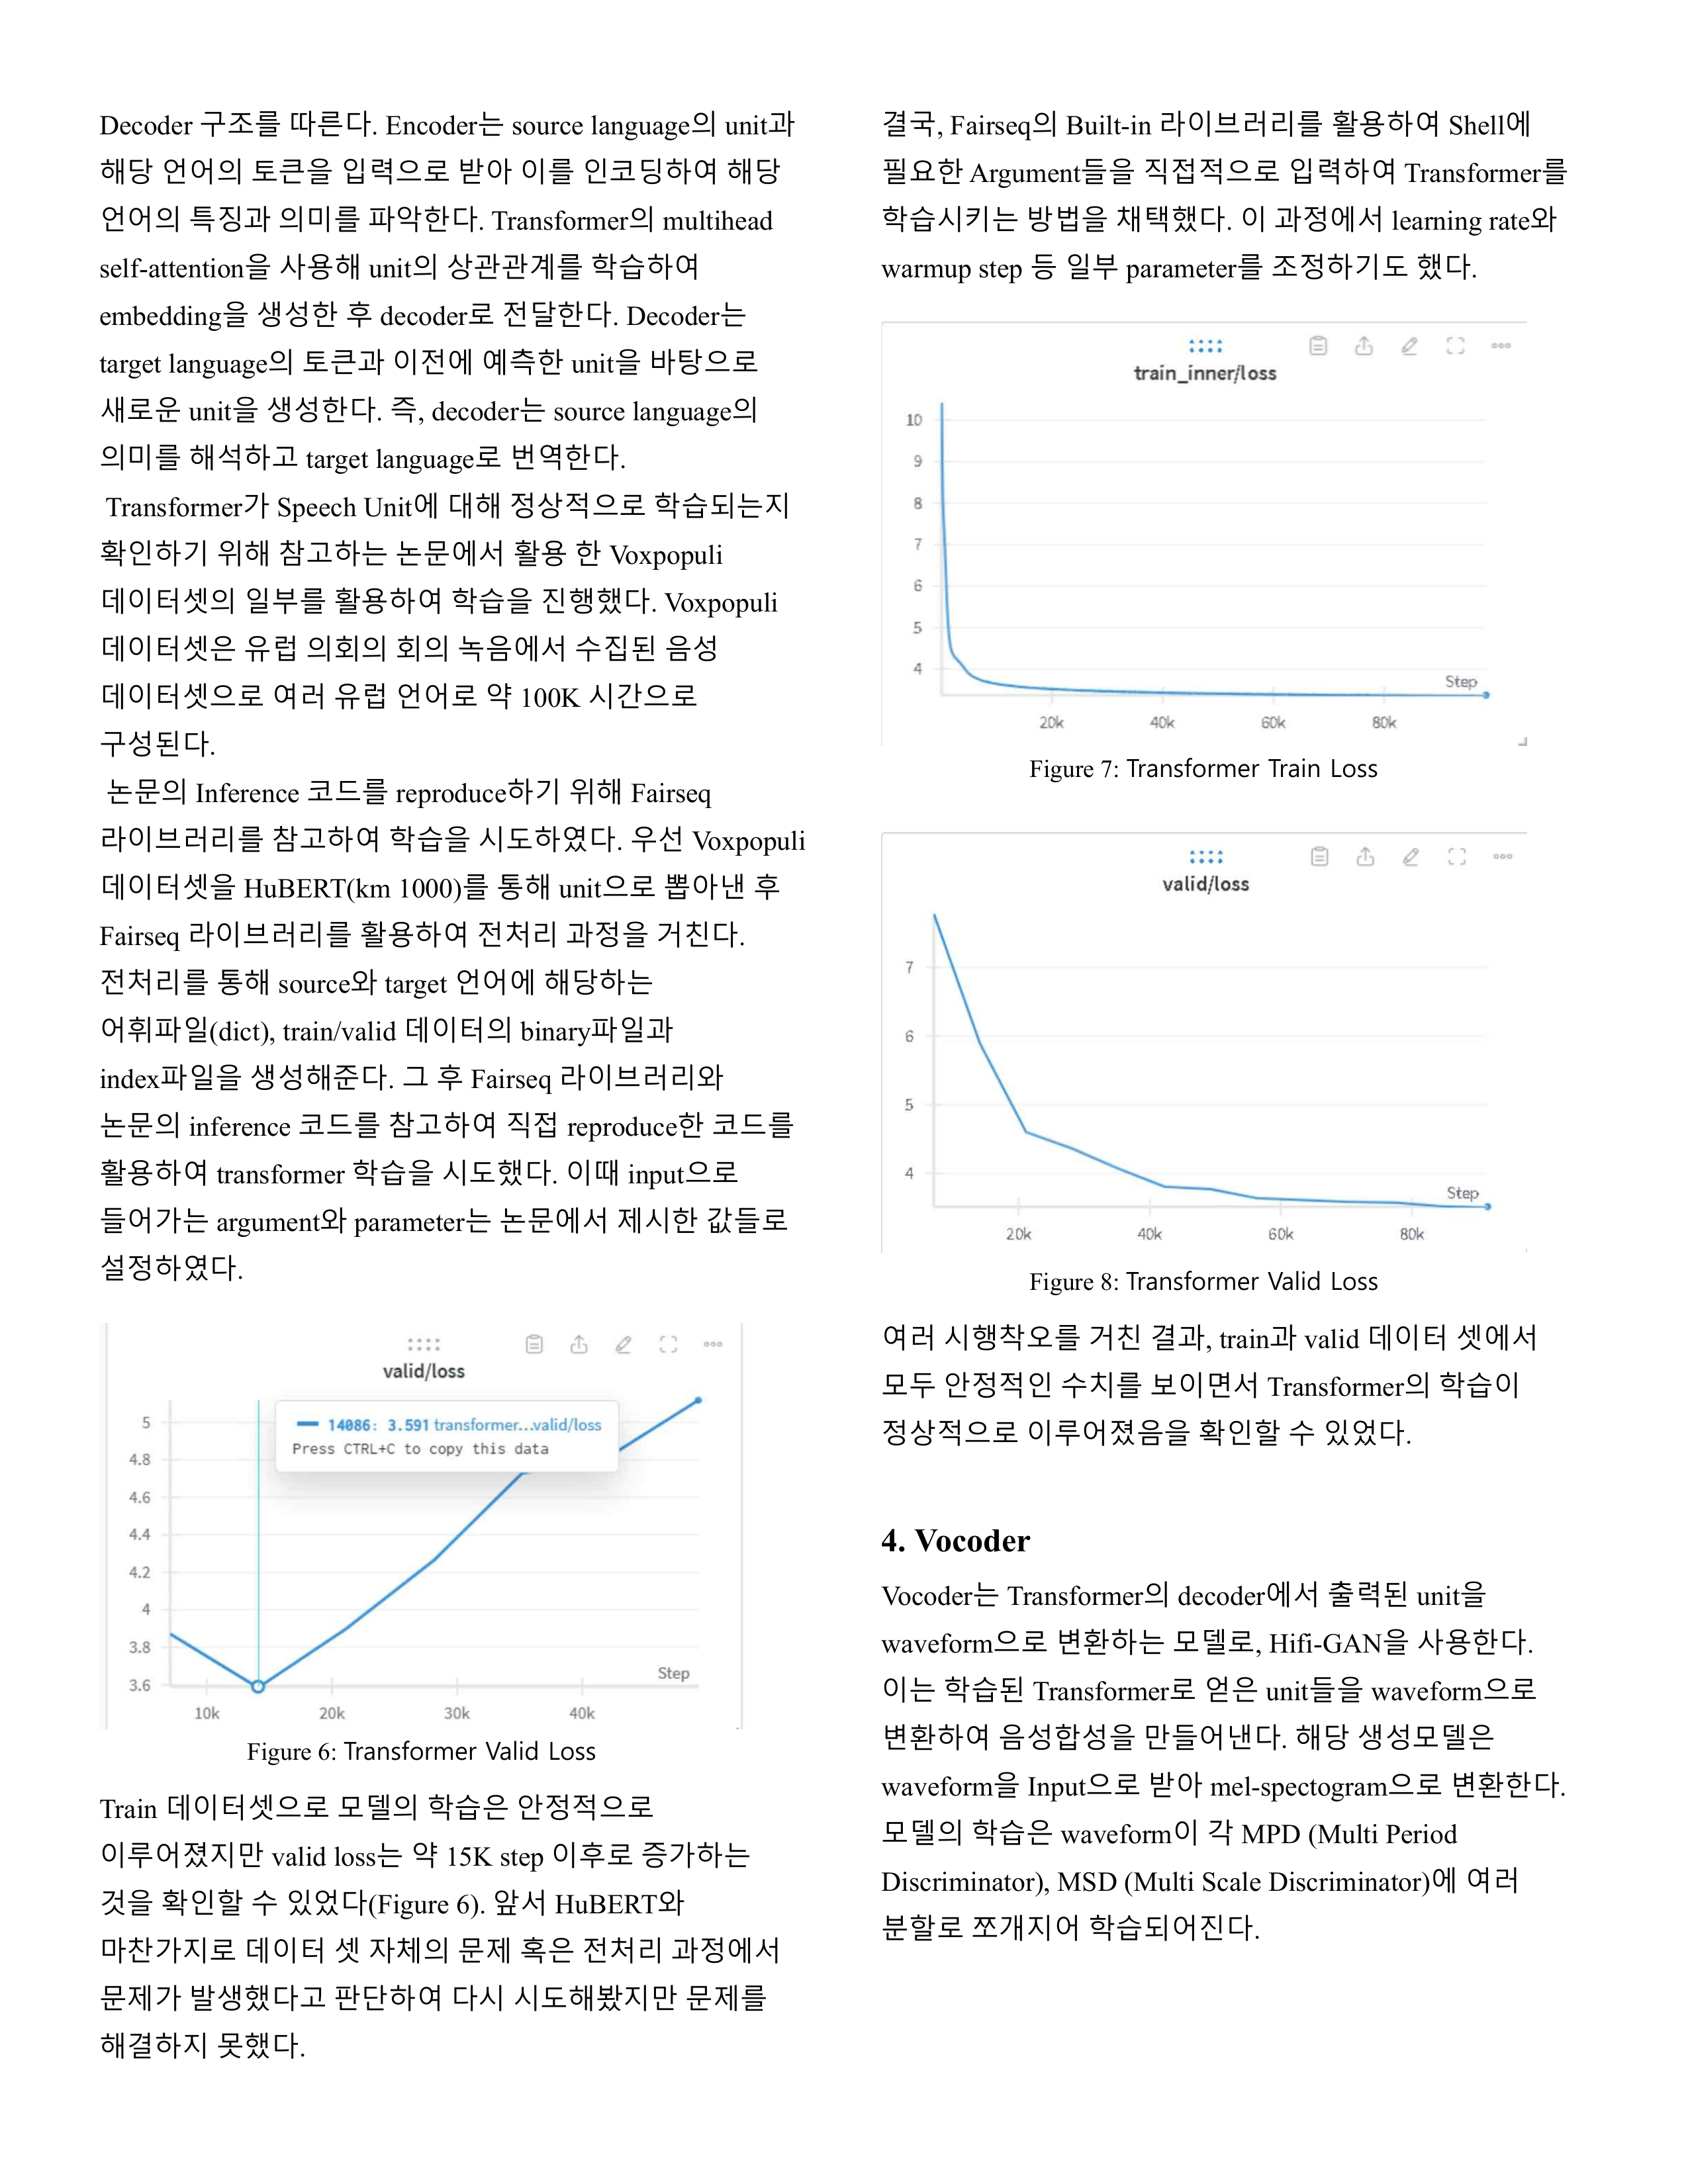 Decoder 구조를 따른다. Encoder는 source language의 unit과
해당 언어의 토큰을 입력으로 받아 이를 인코딩하여 해당
언어의 특징과 의미를 파악한다. Transformer의 multihead
self-attention을 사용해 unit의 상관관계를 학습하여
embedding을 생성한 후 decoder로 전달한다. Decoder는
target language의 토큰과 이전에 예측한 unit을 바탕으로
새로운 unit을 생성한다. 즉, decoder는 source language의
의미를 해석하고 target language로 번역한다.
Transformer가 Speech Unit에 대해 정상적으로 학습되는지
확인하기 위해 참고하는 논문에서 활용 한 Voxpopuli
데이터셋의 일부를 활용하여 학습을 진행했다. Voxpopuli
데이터셋은 유럽 의회의 회의 녹음에서 수집된 음성
데이터셋으로 여러 유럽 언어로 약 100K 시간으로
구성된다.
논문의 Inference 코드를 reproduce하기 위해 Fairseq
라이브러리를 참고하여 학습을 시도하였다. 우선 Voxpopuli
데이터셋을 HuBERT(km 1000)를 통해 unit으로 뽑아낸 후
Fairseq 라이브러리를 활용하여 전처리 과정을 거친다.
전처리를 통해 source와 target 언어에 해당하는
어휘파일(dict), train/valid 데이터의 binary파일과
index파일을 생성해준다. 그 후 Fairseq 라이브러리와
논문의 inference 코드를 참고하여 직접 reproduce한 코드를
활용하여 transformer 학습을 시도했다. 이때 input으로
들어가는 argument와 parameter는 논문에서 제시한 값들로
설정하였다.
valid/loss
14086: 3.591 transformer...valid/loss
Press CTRL+C to copy this data
5
4.8
4.6
4.4
4.2
4
3.8
3.6
Step
10k 20k 30k 40k
Figure 6: Transformer Valid Loss
Train 데이터셋으로 모델의 학습은 안정적으로
이루어졌지만 valid loss는 약 15K step 이후로 증가하는
것을 확인할 수 있었다(Figure 6). 앞서 HuBERT와
마찬가지로 데이터 셋 자체의 문제 혹은 전처리 과정에서
문제가 발생했다고 판단하여 다시 시도해봤지만 문제를
해결하지 못했다.
결국, Fairseq의 Built-in 라이브러리를 활용하여 Shell에
필요한 Argument들을 직접적으로 입력하여 Transformer를
학습시키는 방법을 채택했다. 이 과정에서 learning rate와
warmup step 등 일부 parameter를 조정하기도 했다.
train_inner/loss
10
9
8
7
6
5
4
Step
20k 40k 60k 80k
Figure 7: Transformer Train Loss
valid/loss
7
6
5
4
Step
20k 40k 60k 80k
Figure 8: Transformer Valid Loss
여러 시행착오를 거친 결과, train과 valid 데이터 셋에서
모두 안정적인 수치를 보이면서 Transformer의 학습이
정상적으로 이루어졌음을 확인할 수 있었다.
4. Vocoder
Vocoder는 Transformer의 decoder에서 출력된 unit을
waveform으로 변환하는 모델로, Hifi-GAN을 사용한다.
이는 학습된 Transformer로 얻은 unit들을 waveform으로
변환하여 음성합성을 만들어낸다. 해당 생성모델은
waveform을 Input으로 받아 mel-spectogram으로 변환한다.
모델의 학습은 waveform이 각 MPD (Multi Period
Discriminator), MSD (Multi Scale Discriminator)에 여러
분할로 쪼개지어 학습되어진다.